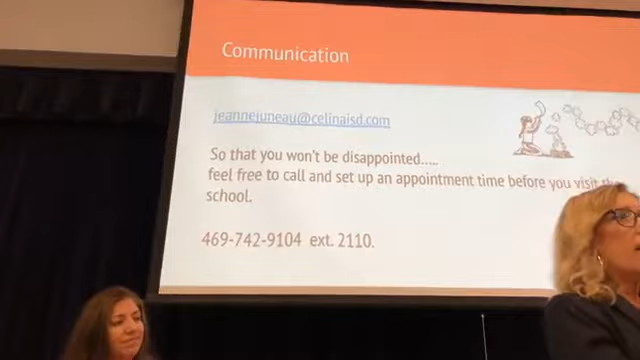 Communication
jeannejuneau@celinaisd.com
So that you won't be disappointed.....
feel free to call and set up an appointment time before you visit the
school.
469-742-9104 ext. 2110.